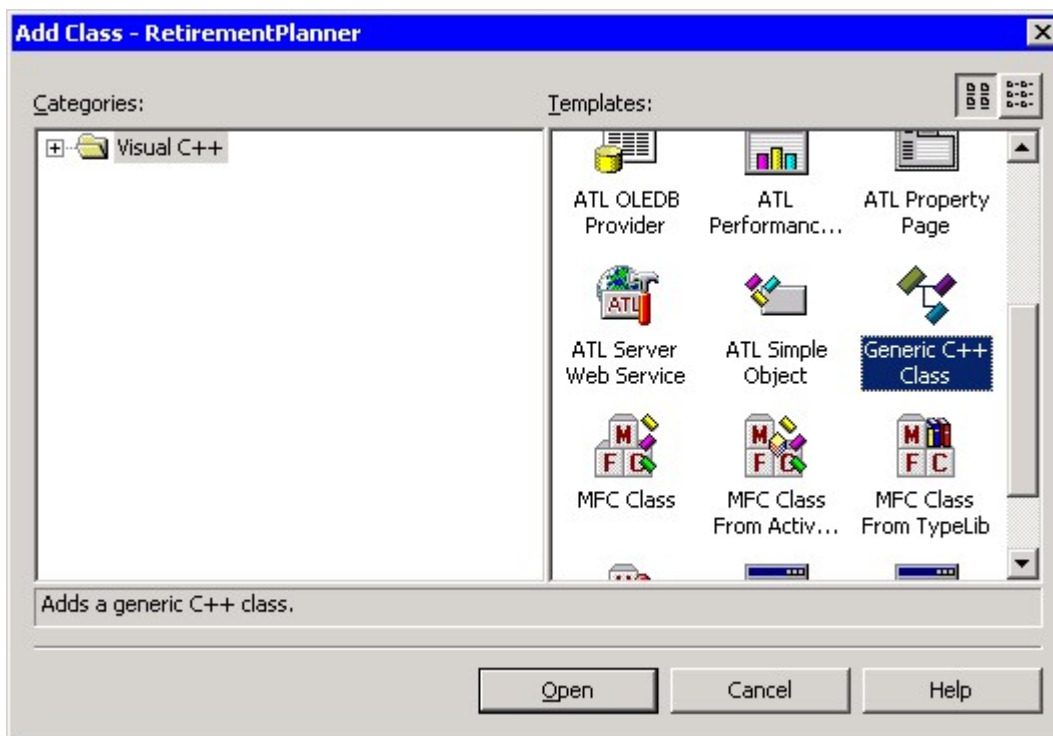 Add Class - RetirementPlanner
Categories:
Templates:
Visual C++
ATL OLEDB
Provider
ATL
Performanc...
ATL Property
Page
ATL
ATL Server
Web Service
ATL Simple
Object
Generic C++
Class
M
F C
MFC Class
M
F C
MFC Class
From Activ...
M
F C
MFC Class
From TypeLib
Adds a generic C++ class.
Open
Cancel
Help